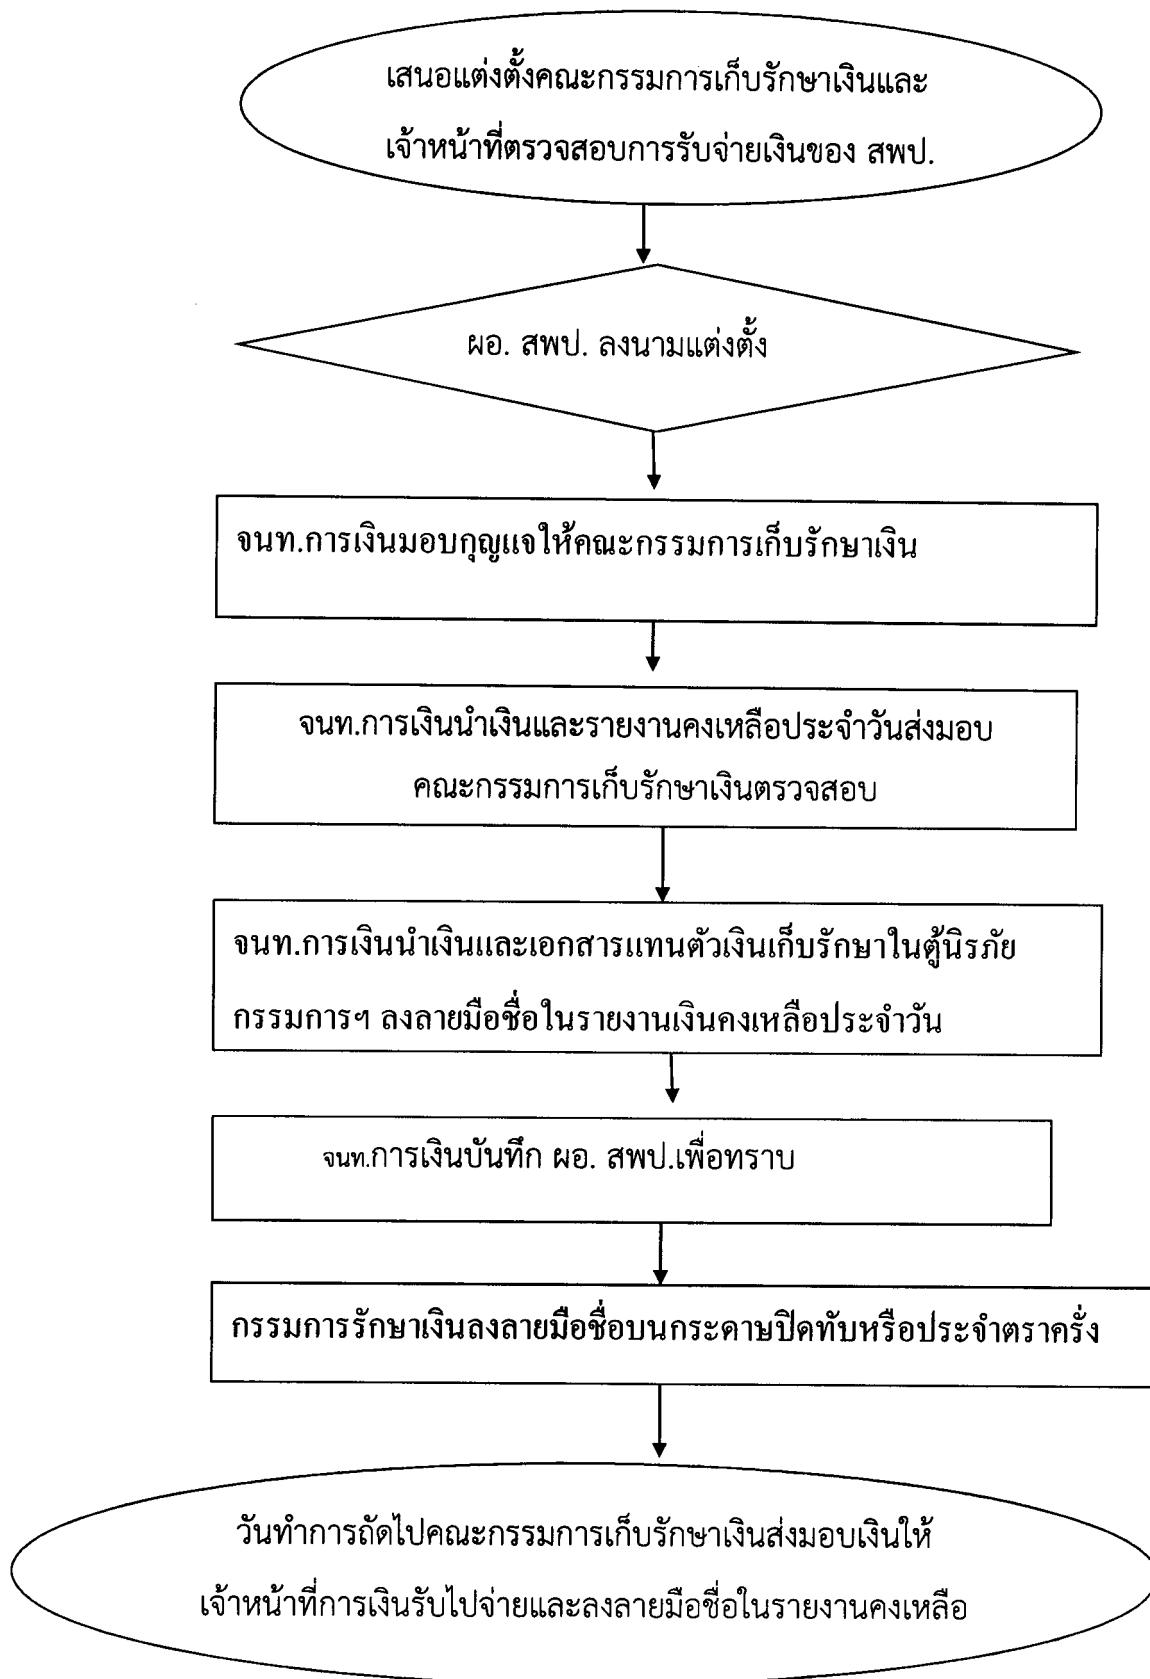 เสนอแต่งตั้งคณะกรรมการเก็บรักษาเงินและ
เจ้าหน้าที่ตรวจสอบการรับจ่ายเงินของ สพป.
ผอ. สพป. ลงนามแต่งตั้ง
จนท.การเงินมอบกุญแจให้คณะกรรมการเก็บรักษาเงิน
จนท.การเงินนำเงินและรายงานคงเหลือประจำวันส่งมอบ
คณะกรรมการเก็บรักษาเงินตรวจสอบ
จนท.การเงินนำเงินและเอกสารแทนตัวเงินเก็บรักษาในตู้นิรภัย
กรรมการฯ ลงลายมือชื่อในรายงานเงินคงเหลือประจำวัน
จนท.การเงินบันทึก ผอ. สพป.เพื่อทราบ
กรรมการรักษาเงินลงลายมือชื่อบนกระดาษปิดทับหรือประจำตราครั่ง
วันทำการถัดไปคณะกรรมการเก็บรักษาเงินส่งมอบเงินให้
เจ้าหน้าที่การเงินรับไปจ่ายและลงลายมือชื่อในรายงานคงเหลือ